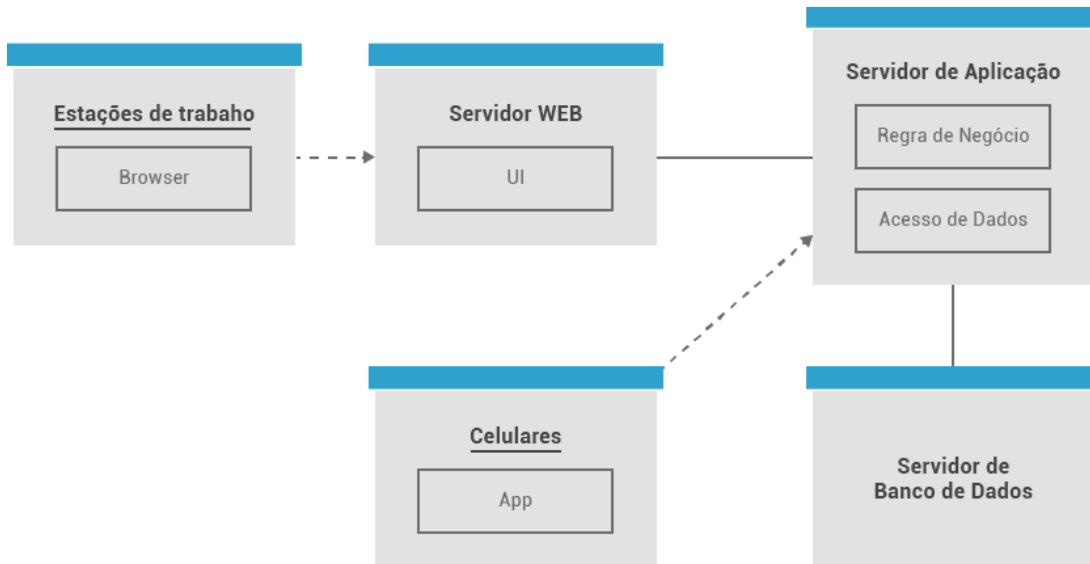 Estações de trabaho
Browser
Servidor WEB
UI
Servidor de Aplicação
Regra de Negócio
Acesso de Dados
Celulares
App
Servidor de
Banco de Dados